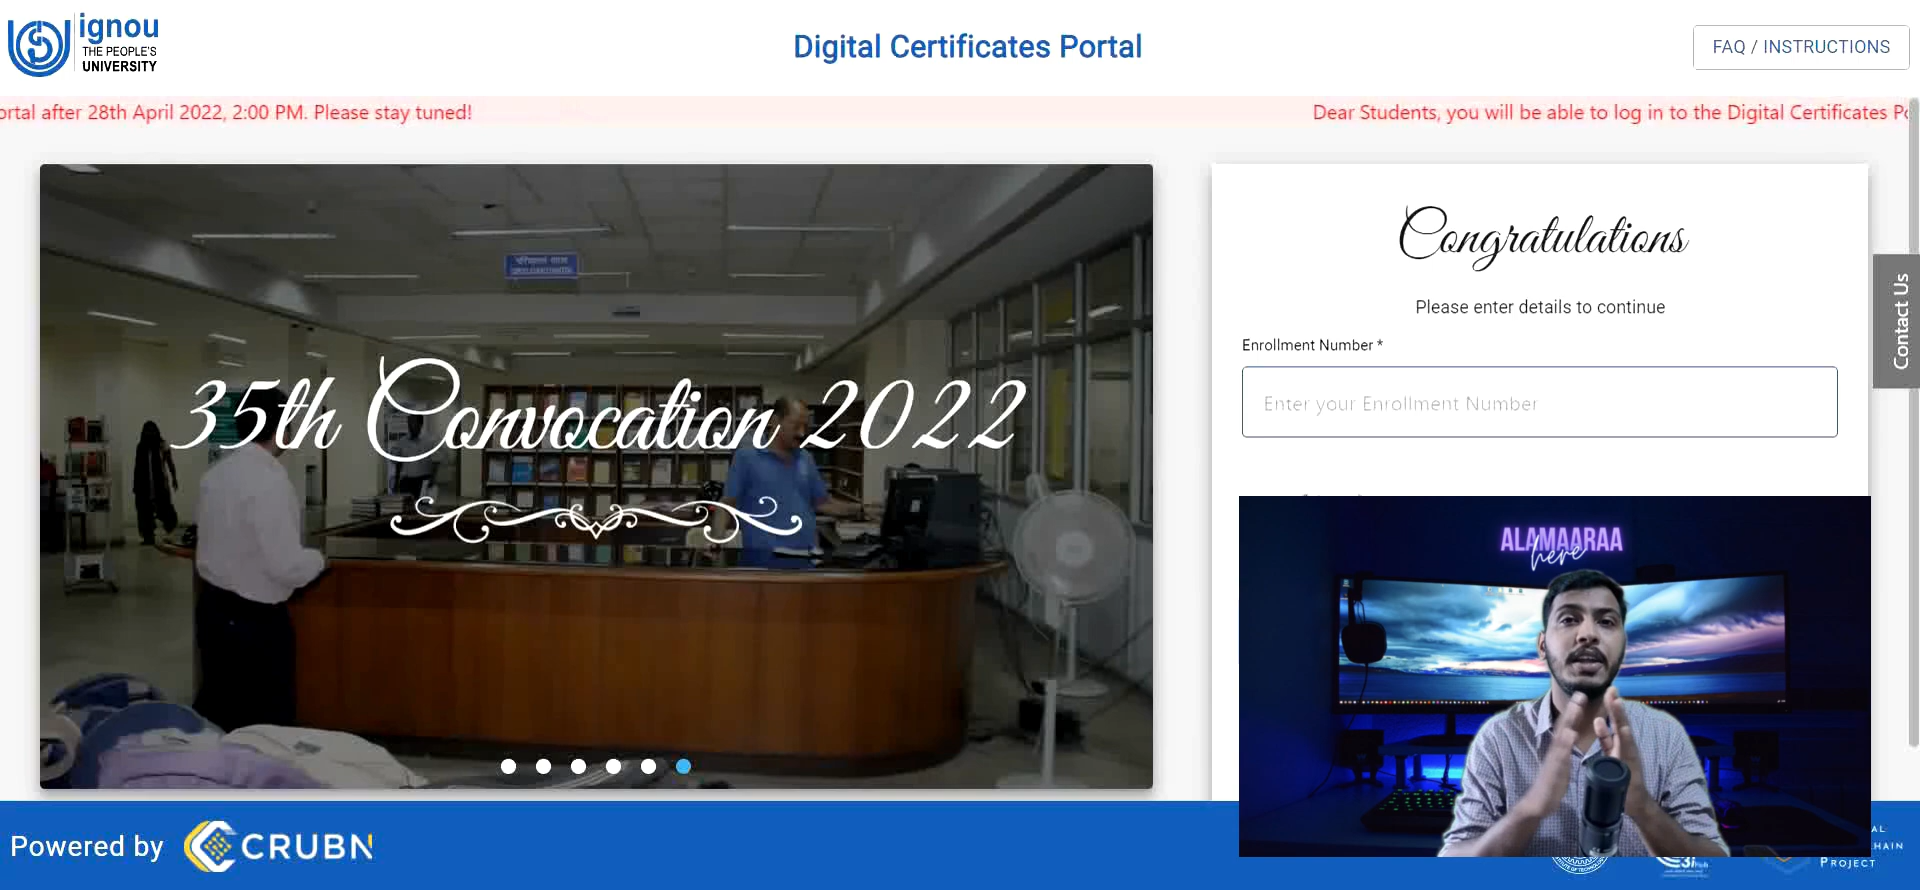 ignou
THE PEOPLE'S
UNIVERSITY
Digital Certificates Portal
FAQ / INSTRUCTIONS
ortal after 28th April 2022, 2:00 PM. Please stay tuned!
Dear Students, you will be able to log in to the Digital Certificates Po
35th Convocation 2022
Congratulations
Please enter details to continue
Enrollment Number *
Enter your Enrollment Number
Contact Us
ALAMAARAA
here
Powered by
CRUBN
PROJECT